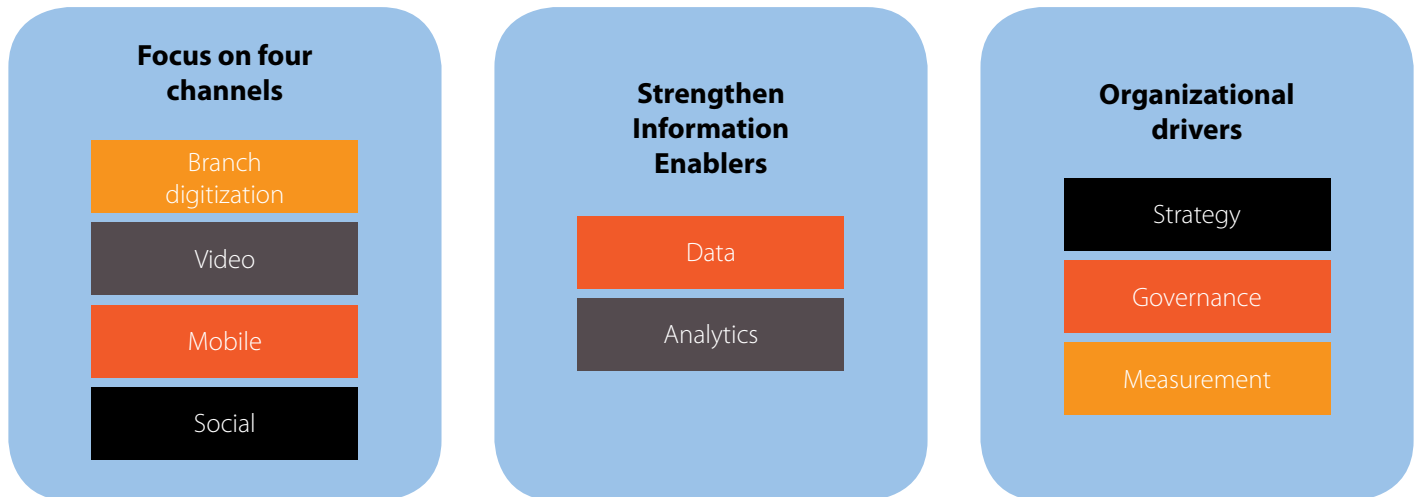 Focus on four
channels
Branch
digitization
Video
Mobile
Social
Strengthen
Information
Enablers
Data
Analytics
Organizational
drivers
Strategy
Governance
Measurement